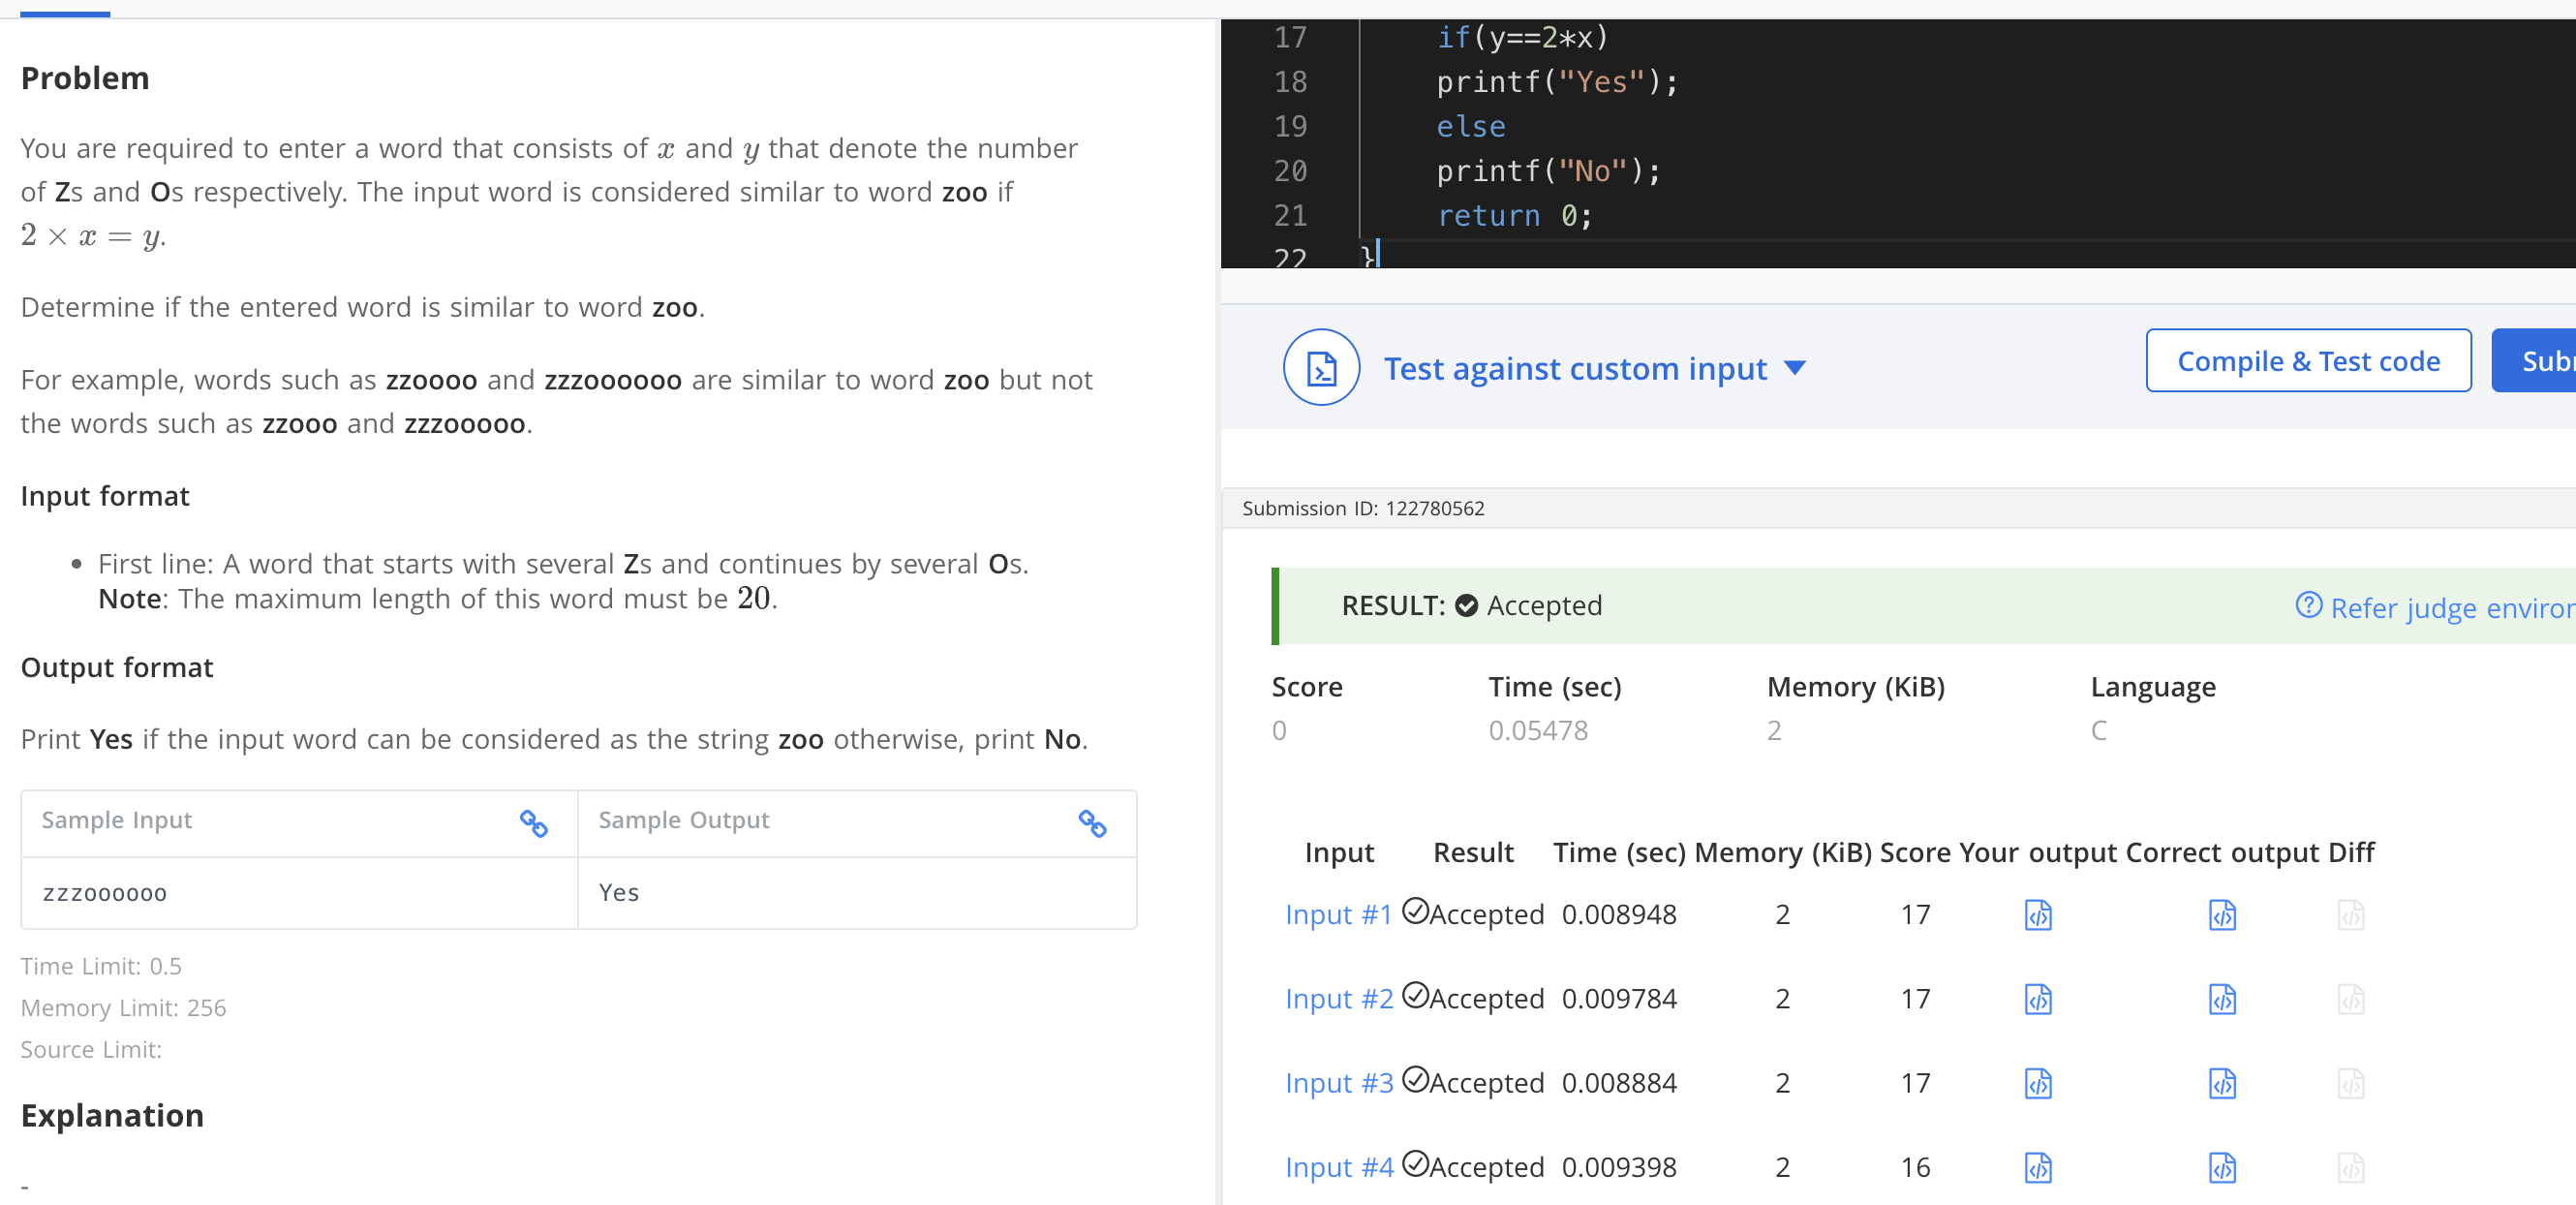 Problem
You are required to enter a word that consists of x and y that denote the number
of Zs and Os respectively. The input word is considered similar to word zoo if
2 × x = y.
Determine if the entered word is similar to word zoo.
For example, words such as zzoooo and zzzoooooo are similar to word zoo but not
the words such as zzooo and zzzooooo.
Input format
• First line: A word that starts with several Zs and continues by several Os.
Note: The maximum length of this word must be 20.
Output format
Print Yes if the input word can be considered as the string zoo otherwise, print No.
Sample Input Sample Output
zzzoooooo Yes
Time Limit: 0.5
Memory Limit: 256
Source Limit:
Explanation
-
17 if(y==2*x)
18 printf("Yes");
19 else
20 printf("No");
21 return 0;
22 }
Test against custom input Compile & Test code Sub
Submission ID: 122780562
RESULT: Accepted Refer judge environ
Score Time (sec) Memory (KiB) Language
0 0.05478 2 C
Input Result Time (sec) Memory (KiB) Score Your output Correct output Diff
Input #1 Accepted 0.008948 2 17
Input #2 Accepted 0.009784 2 17
Input #3 Accepted 0.008884 2 17
Input #4 Accepted 0.009398 2 16